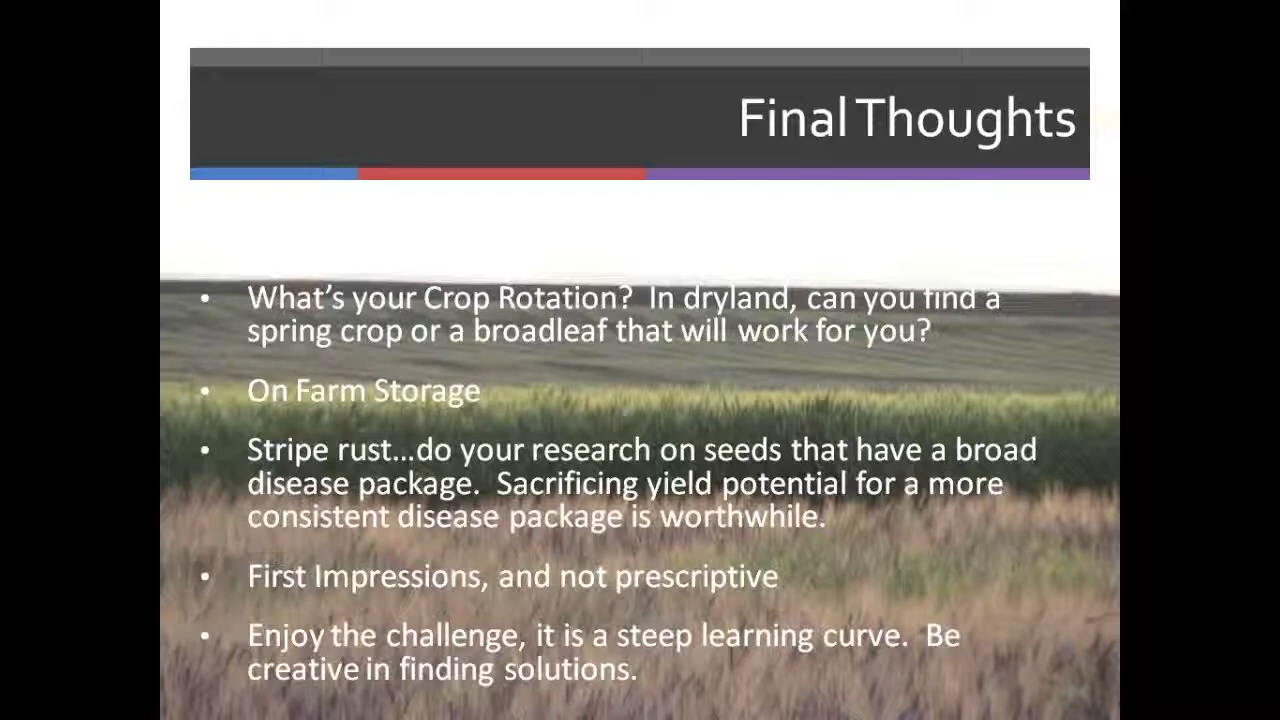 Final Thoughts
• What's your Crop Rotation? In dryland, can you find a
spring crop or a broadleaf that will work for you?
• On Farm Storage
• Stripe rust...do your research on seeds that have a broad
disease package. Sacrificing yield potential for a more
consistent disease package is worthwhile.
• First Impressions, and not prescriptive
• Enjoy the challenge, it is a steep learning curve. Be
creative in finding solutions.